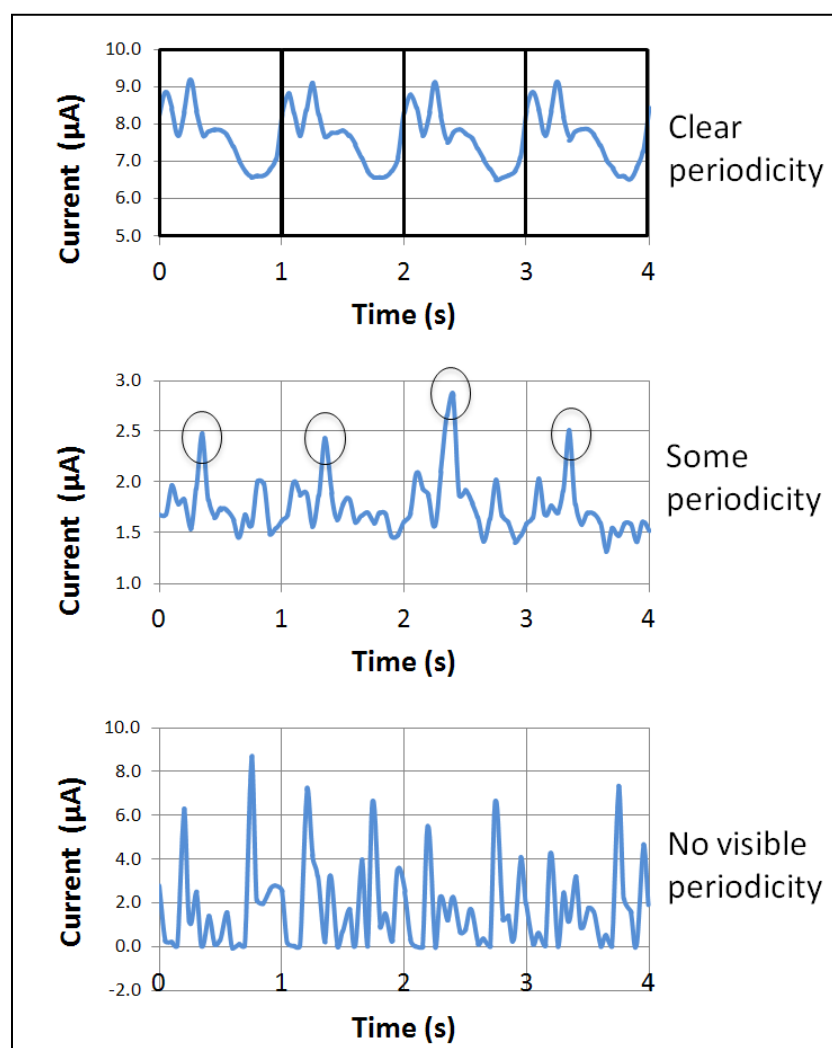 10.0
9.0
8.0
7.0
6.0
5.0
Current (µA)
0 1 2 3 4
Time (s)
Clear
periodicity
3.0
2.5
2.0
1.5
1.0
Current (µA)
0 1 2 3 4
Time (s)
Some
periodicity
10.0
8.0
6.0
4.0
2.0
0.0
-2.0
Current (µA)
0 1 2 3 4
Time (s)
No visible
periodicity